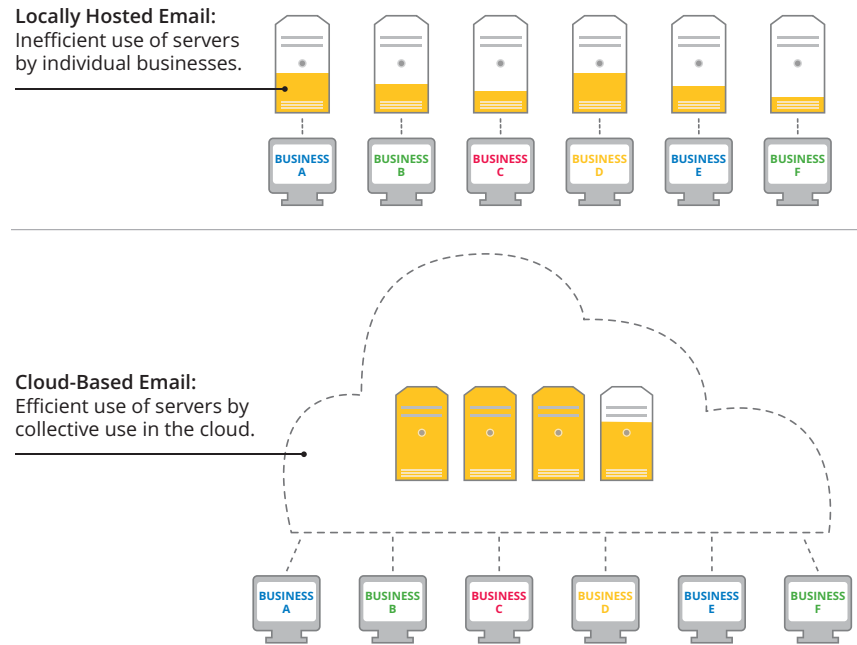 Locally Hosted Email:
Inefficient use of servers
by individual businesses.
BUSINESS
A
BUSINESS
B
BUSINESS
C
BUSINESS
D
BUSINESS
E
BUSINESS
F
Cloud-Based Email:
Efficient use of servers by
collective use in the cloud.
BUSINESS
A
BUSINESS
B
BUSINESS
C
BUSINESS
D
BUSINESS
E
BUSINESS
F